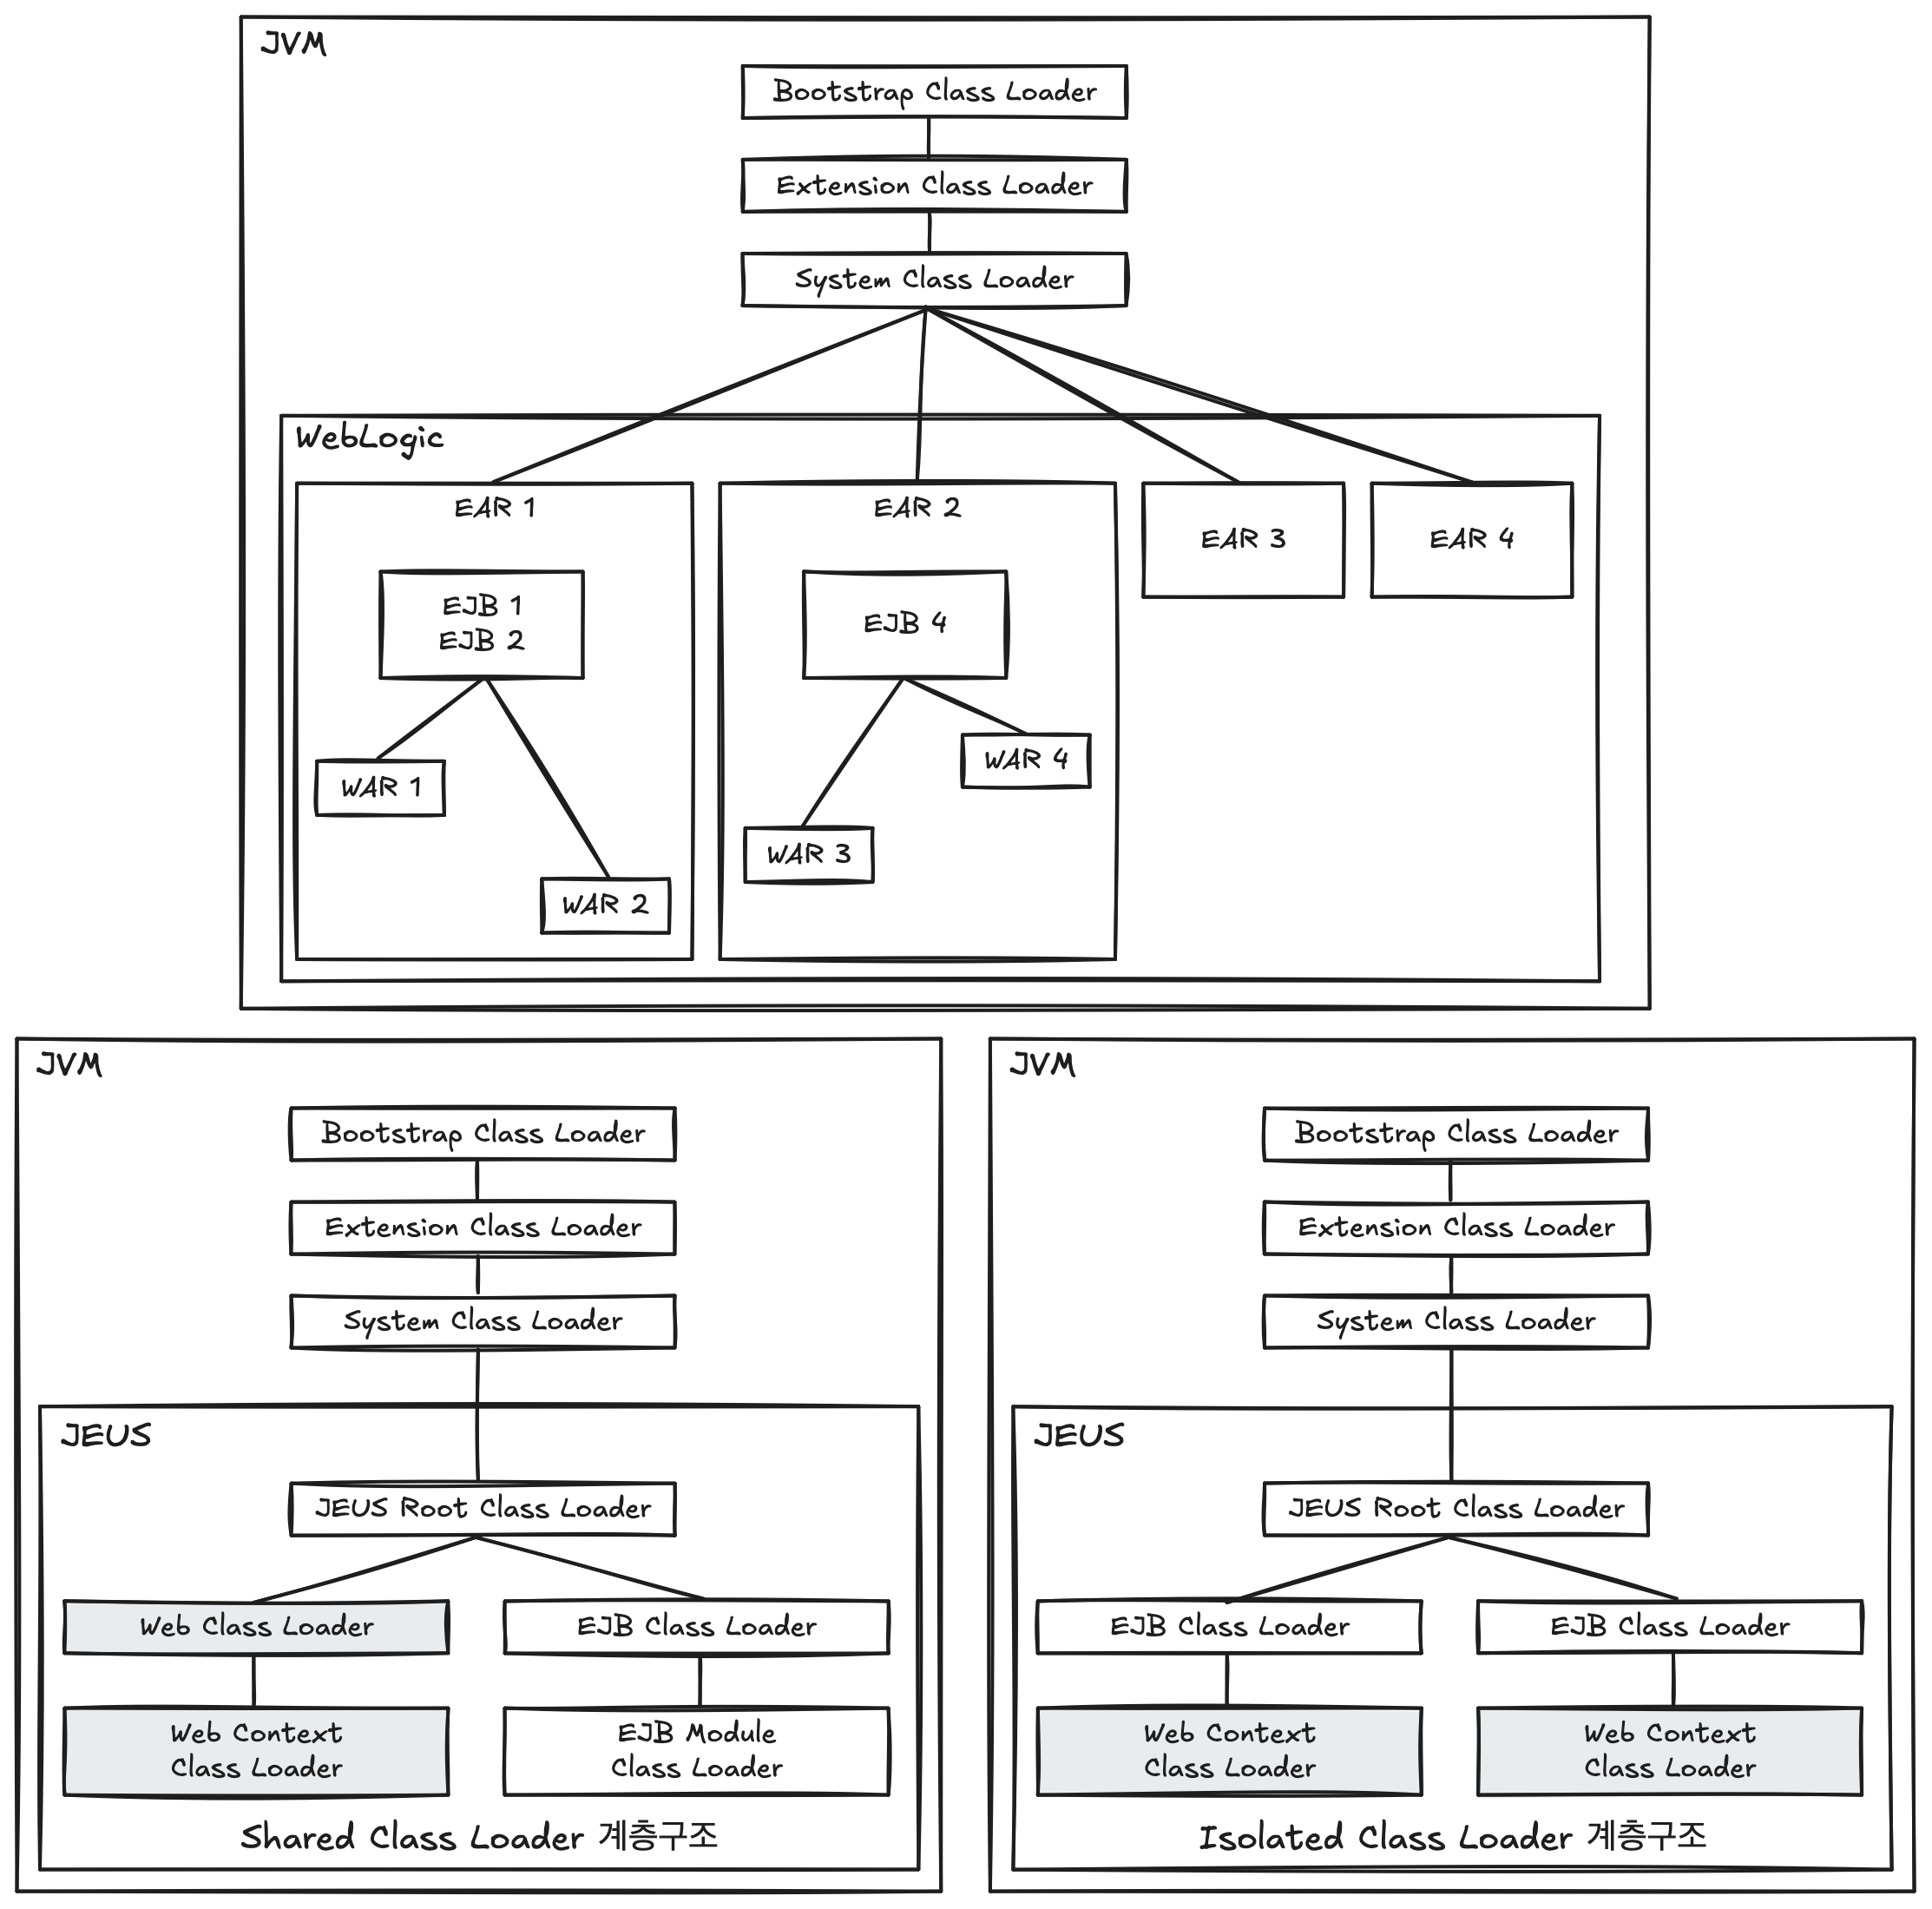 JVM
Bootstrap Class Loader
Extension Class Loader
System Class Loader
WebLogic
EAR 1
EJB 1
EJB 2
WAR 1
WAR 2
EAR 2
EJB 4
WAR 4
WAR 3
EAR 3
EAR 4
JVM
Bootstrap Class Loader
Extension Class Loader
System Class Loader
JEUS
JEUS Root Class Loader
Web Class Loader
EJB Class Loader
Web Context
Class Loader
EJB Module
Class Loader
Shared Class Loader 계층구조
JVM
Bootstrap Class Loader
Extension Class Loader
System Class Loader
JEUS
JEUS Root Class Loader
EJB Class Loader
EJB Class Loader
Web Context
Class Loader
Web Context
Class Loader
Isolated Class Loader 계층구조